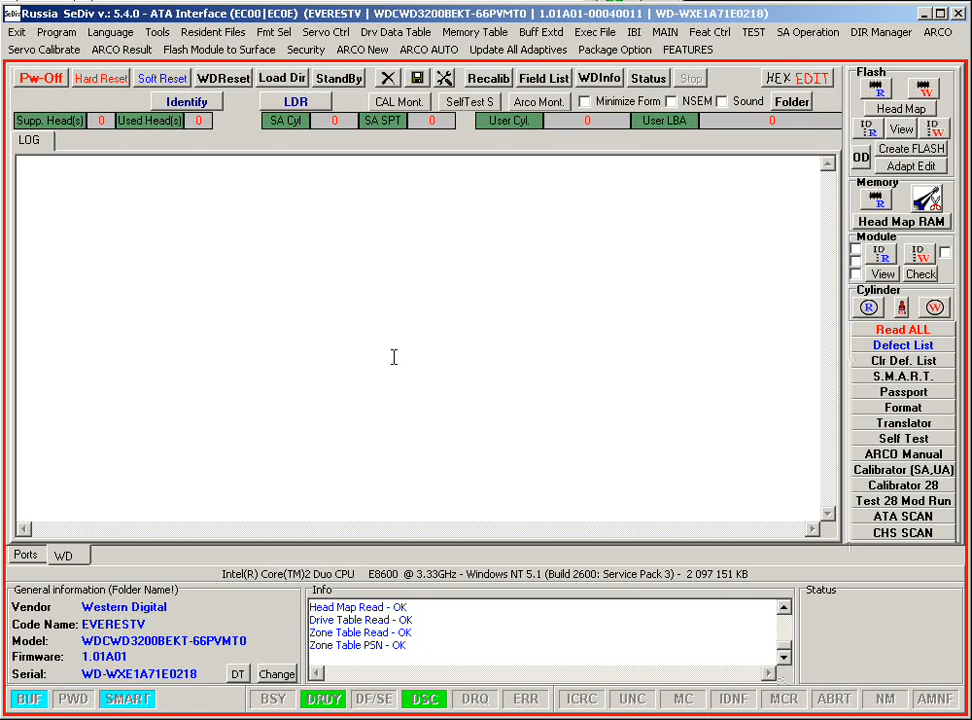 Russia SeDiv v.: 5.4.0 - ATA Interface (EC00|EC0E) (EVERESTV | WDCWD3200BEKT-66PVMT0 | 1.01A01-00040011 | WD-WXE1A71E0218)
Exit Program Language Tools Resident Files Fmt Sel Servo Ctrl Drv Data Table Memory Table Buff Extd Exec File IBI MAIN Feat Ctrl TEST SA Operation DIR Manager ARCO
Servo Calibrate ARCO Result Flash Module to Surface Security ARCO New ARCO AUTO Update All Adaptives Package Option FEATURES
Pw-Off Hard Reset Soft Reset WDReset Load Dir StandBy Recalib Field List WDInfo Status Stop HEX EDIT
Identify LDR CAL Mont. SelfTest S Arco Mont. Minimize Form NSEM Sound Folder
Supp. Head(s) 0 Used Head(s) 0 SA Cyl 0 SA SPT 0 User Cyl. 0 User LBA 0
LOG
Flash
R W
Head Map
ID R View ID W
Create FLASH
OD
Adapt Edit
Memory
R
Head Map RAM
Module
ID R ID W
View Check
Cylinder
R W
Read ALL
Defect List
Clr Def. List
S.M.A.R.T.
Passport
Format
Translator
Self Test
ARCO Manual
Calibrator (SA,UA)
Calibrator 28
Test 28 Mod Run
ATA SCAN
CHS SCAN
Ports WD
Intel(R) Core(TM)2 Duo CPU E8600 @ 3.33GHz - Windows NT 5.1 (Build 2600: Service Pack 3) - 2 097 151 KB
General information (Folder Name!)
Vendor Western Digital
Code Name: EVERESTV
Model: WDCWD3200BEKT-66PVMT0
Firmware: 1.01A01
Serial: WD-WXE1A71E0218 DT Change
Info
Head Map Read - OK
Drive Table Read - OK
Zone Table Read - OK
Zone Table PSN - OK
Status
BUF PWD SMART BSY DRDY DF/SE DSC DRQ ERR ICRC UNC MC IDNF MCR ABRT NM AMNF